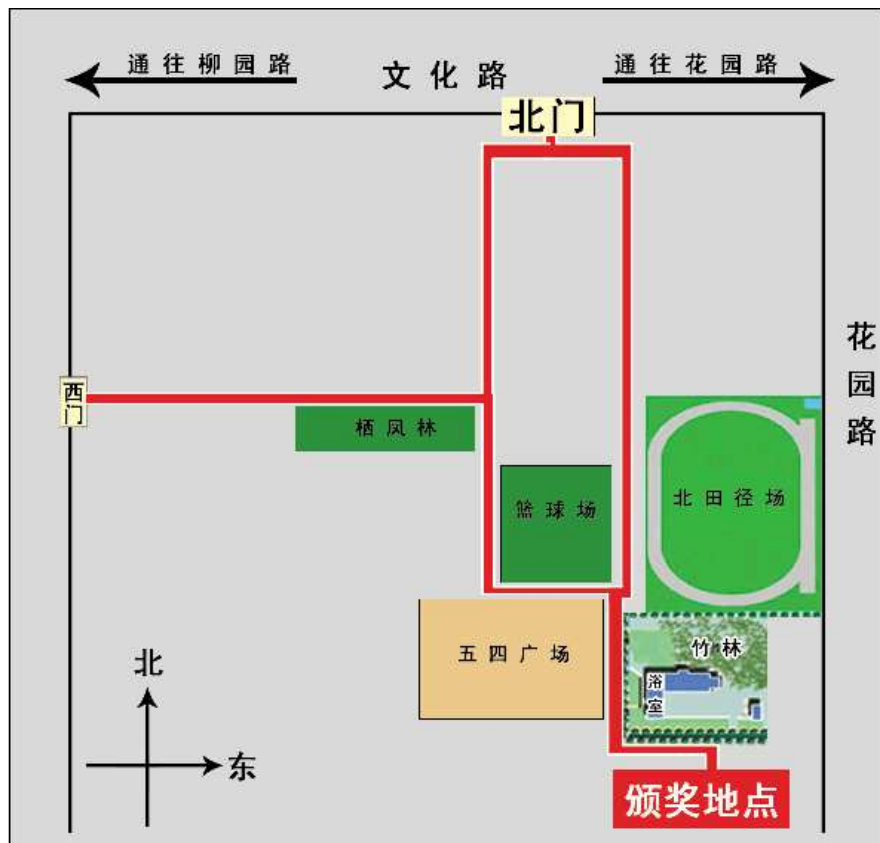 通往柳园路
文化路
通往花园路
北门
花园路
西门
栖凤林
篮球场
北田径场
五四广场
竹林
浴室
北
东
颁奖地点